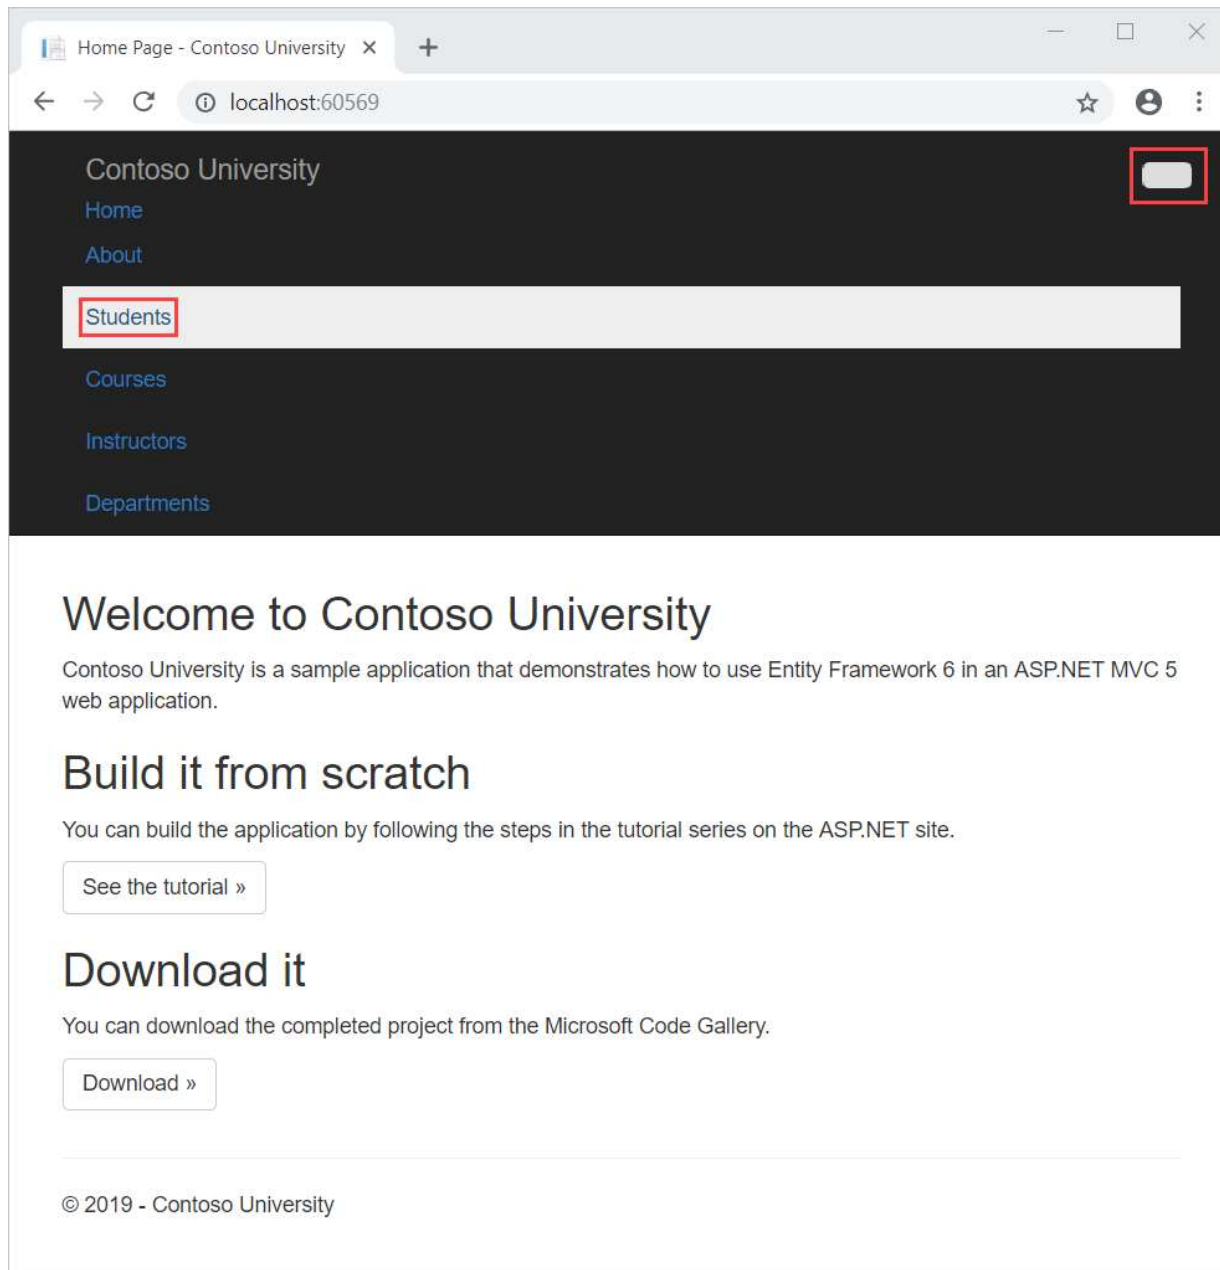 Home Page - Contoso University
localhost:60569
Contoso University
Home
About
Students
Courses
Instructors
Departments
Welcome to Contoso University
Contoso University is a sample application that demonstrates how to use Entity Framework 6 in an ASP.NET MVC 5
web application.
Build it from scratch
You can build the application by following the steps in the tutorial series on the ASP.NET site.
See the tutorial »
Download it
You can download the completed project from the Microsoft Code Gallery.
Download »
© 2019 - Contoso University